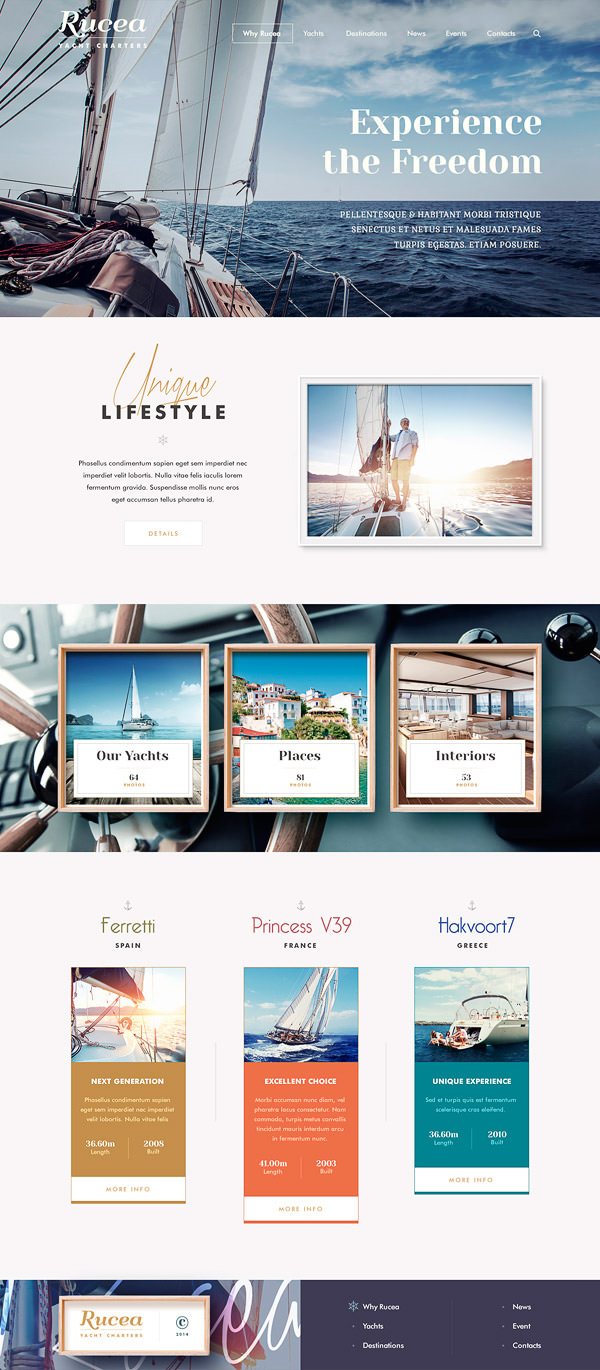 Rucea
YACHT CHARTERS
Why Rucea Yachts Destinations News Events Contacts
Experience
the Freedom
PELLENTESQUE & HABITANT MORBI TRISTIQUE
SENECTUS ET NETUS ET MALESUADA FAMES
TURPIS EGESTAS. ETIAM POSUERE.
Unique
LIFESTYLE
Phasellus condimentum sapien eget sem imperdiet nec
imperdiet velit lobortis. Nulla vitae felis iaculis lorem
fermentum gravida. Suspendisse mollis nunc eros
eget accumsan tellus pharetra id.
DETAILS
Our Yachts
64
PHOTOS
Places
81
PHOTOS
Interiors
53
PHOTOS
Ferretti
SPAIN
NEXT GENERATION
Phasellus condimentum sapien
eget sem imperdiet nec imperdiet
velit lobortis. Nulla vitae felis
36.60m 2008
Length Built
MORE INFO
Princess V39
FRANCE
EXCELLENT CHOICE
Morbi accumsan nunc diam, vel
pharetra lacus consectetur. Nam
commodo, turpis metus convallis
tincidunt mauris interdum arcu
in fermentum nunc.
41.00m 2003
Length Built
MORE INFO
Hakvoort7
GREECE
UNIQUE EXPERIENCE
Sed et turpis quis est fermentum
scelerisque cras eleifend.
36.60m 2010
Length Built
MORE INFO
Rucea
YACHT CHARTERS
©
2014
Why Rucea
Yachts
Destinations
News
Event
Contacts